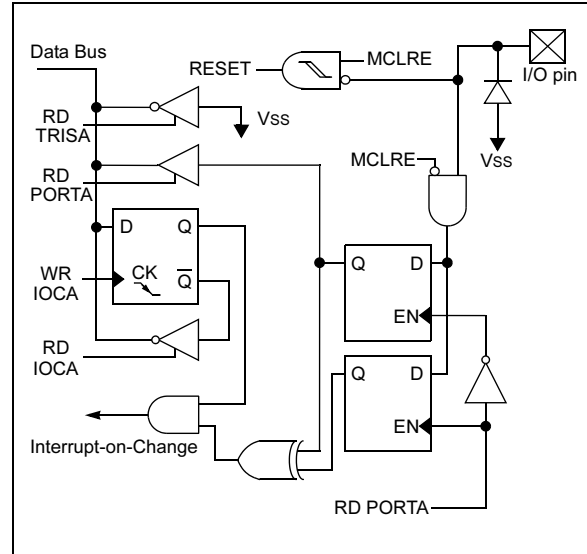 Data Bus
MCLRE
RESET
I/O pin
RD
TRISA
VSS
VSS
RD
PORTA
MCLRE
D
Q
WR
IOCA
CK
Q
Q
D
EN
RD
IOCA
Q
D
EN
Interrupt-on-Change
RD PORTA